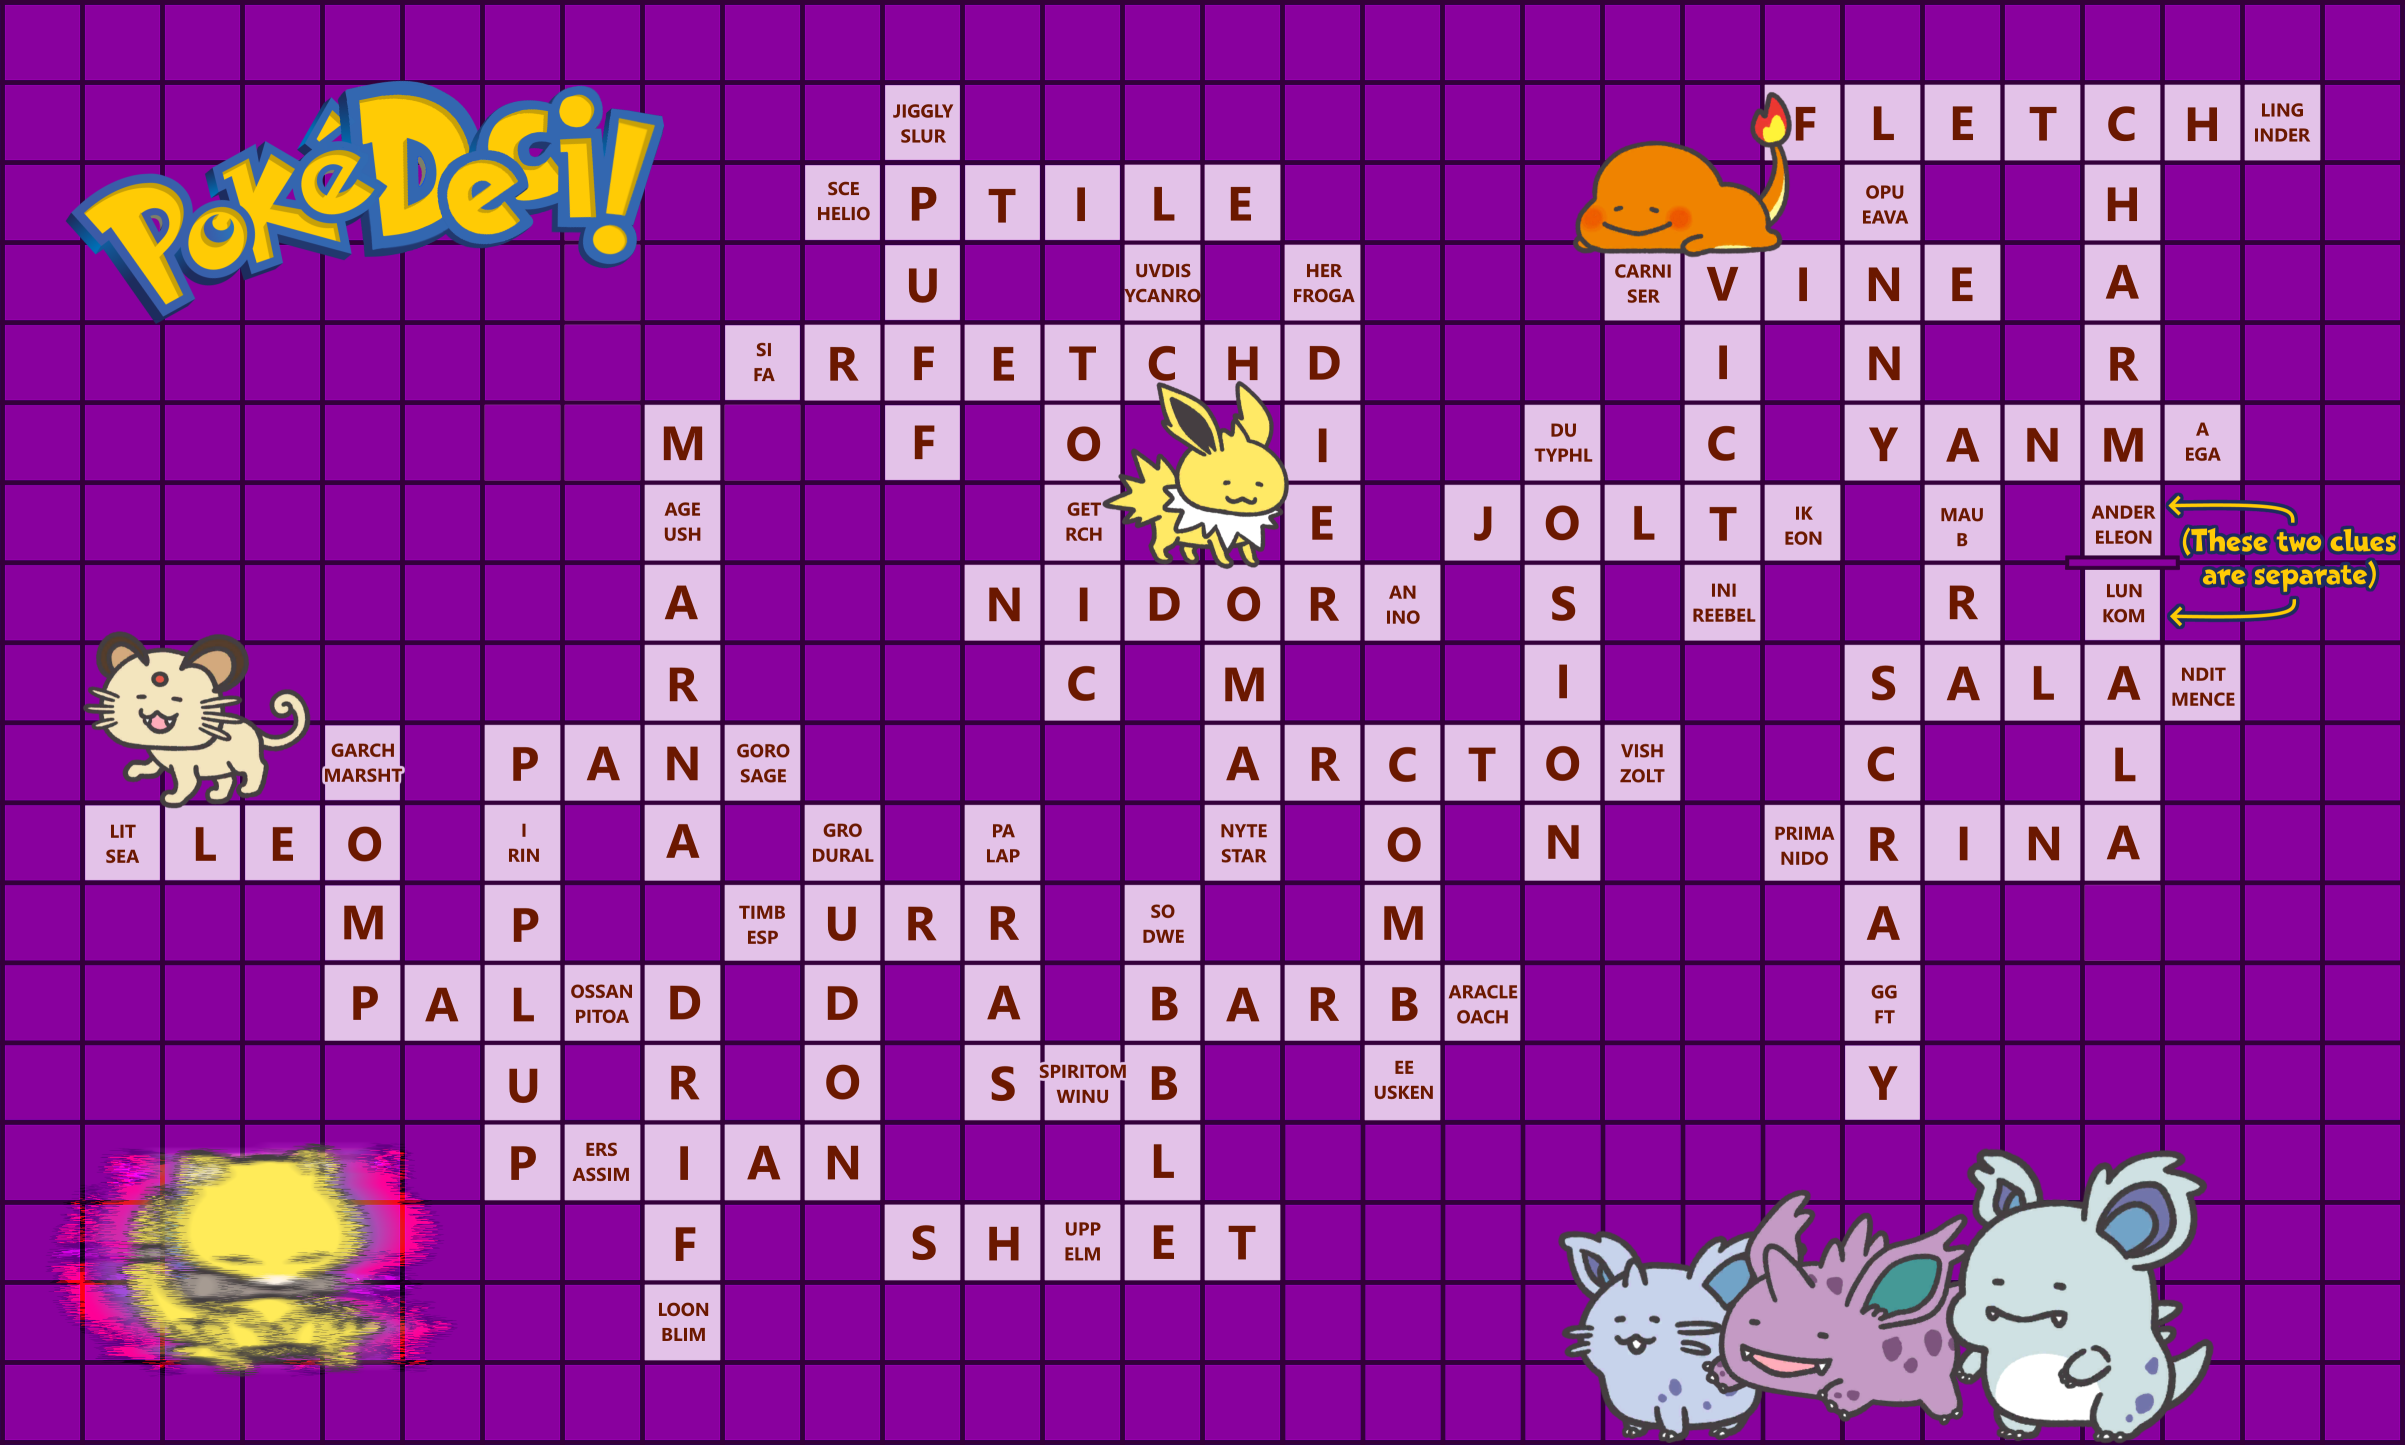 PokéDesi!
JIGGLY
SLUR
F L E T C H LING
INDER
SCE
HELIO P T I L E
OPU
EAVA
H
U
UVDIS
YCANRO
HER
FROGA
CARNI
SER V I N E
A
SI
FA R F E T C H D
I
N
R
M
F
O
I
DU
TYPHL
C
Y A N M A
EGA
AGE
USH
GET
RCH
E
J O L T IK
EON
MAU
B
ANDER
ELEON
(These two clues
are separate)
A
N I D O R AN
INO
S
INI
REEBEL
R
LUN
KOM
R
C
M
I
S A L A NDIT
MENCE
GARCH
MARSHT
P A N GORO
SAGE
A R C T O VISH
ZOLT
C
L
LIT
SEA L E O
I
RIN
A
GRO
DURAL
PA
LAP
NYTE
STAR
O
N
PRIMA
NIDO R I N A
M
P
TIMB
ESP U R R
SO
DWE
M
A
P A L OSSAN
PITOA D
D
A
B A R B ARACLE
OACH
GG
FT
U
R
O
S SPIRITOM
WINU B
EE
USKEN
Y
P ERS
ASSIM I A N
L
F
S H UPP
ELM E T
LOON
BLIM